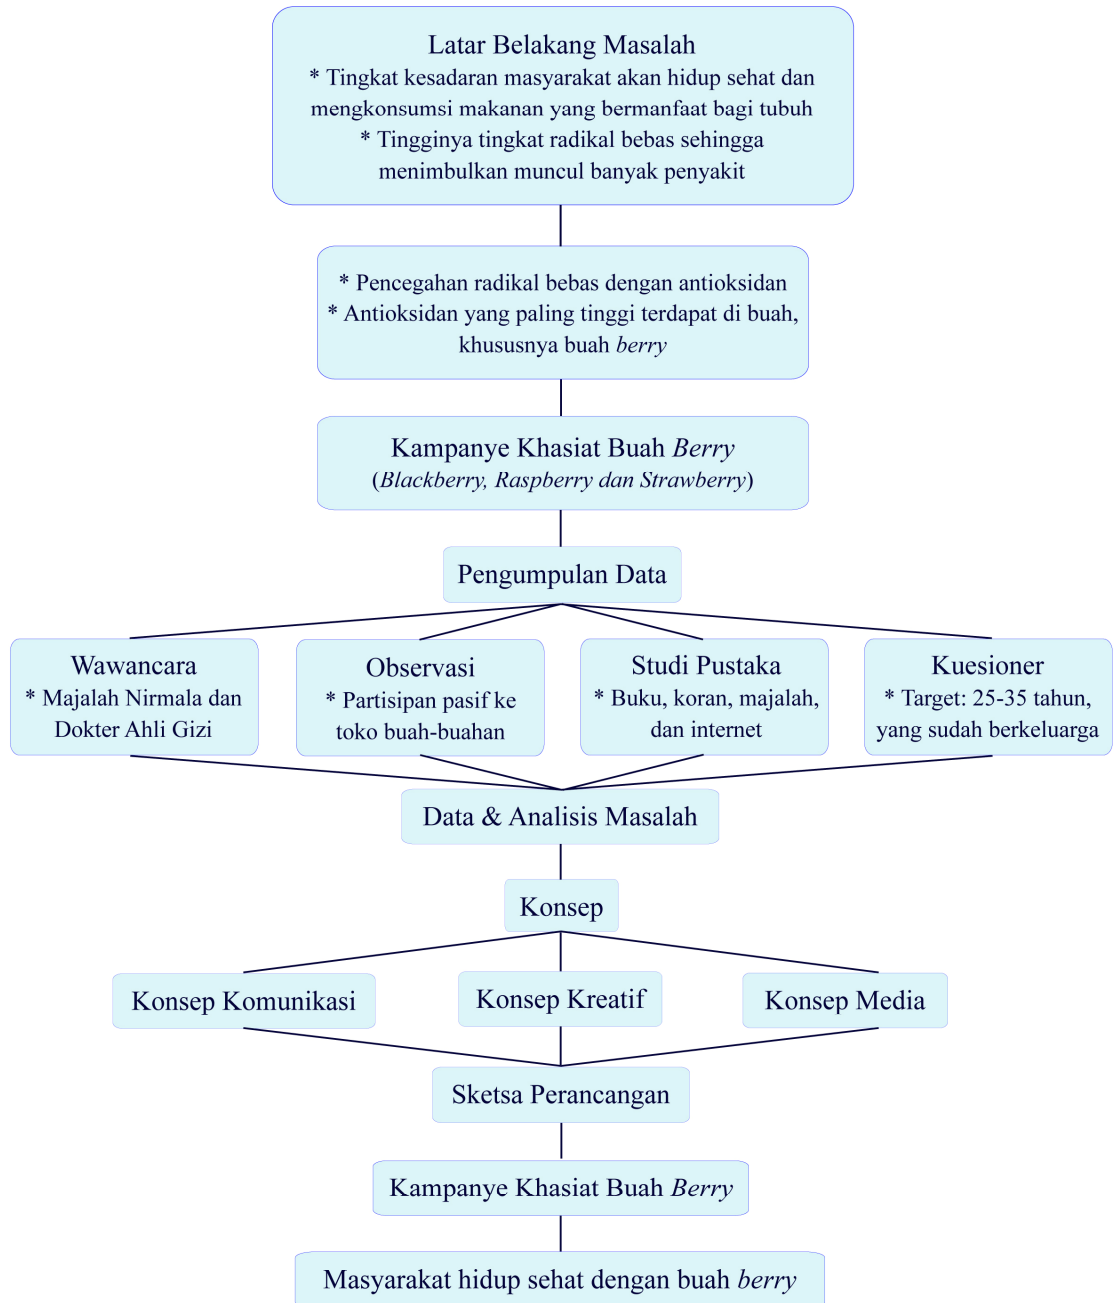 Latar Belakang Masalah
* Tingkat kesadaran masyarakat akan hidup sehat dan
mengkonsumsi makanan yang bermanfaat bagi tubuh
* Tingginya tingkat radikal bebas sehingga
menimbulkan muncul banyak penyakit
* Pencegahan radikal bebas dengan antioksidan
* Antioksidan yang paling tinggi terdapat di buah,
khususnya buah berry
Kampanye Khasiat Buah Berry
(Blackberry, Raspberry dan Strawberry)
Pengumpulan Data
Wawancara
* Majalah Nirmala dan
Dokter Ahli Gizi
Observasi
* Partisipan pasif ke
toko buah-buahan
Studi Pustaka
* Buku, koran, majalah,
dan internet
Kuesioner
* Target: 25-35 tahun,
yang sudah berkeluarga
Data & Analisis Masalah
Konsep
Konsep Komunikasi
Konsep Kreatif
Konsep Media
Sketsa Perancangan
Kampanye Khasiat Buah Berry
Masyarakat hidup sehat dengan buah berry